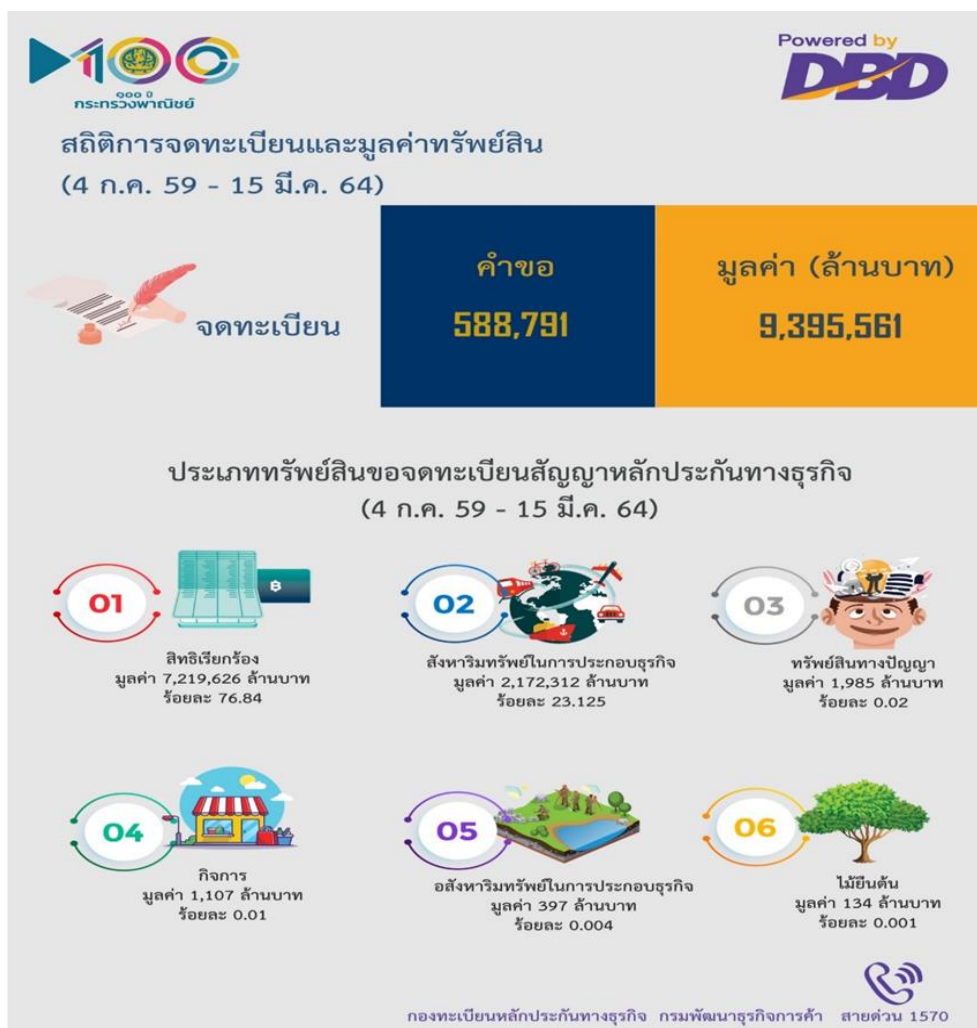 100
๑๐๐ ปี
กระทรวงพาณิชย์
Powered by
DBD
สถิติการจดทะเบียนและมูลค่าทรัพย์สิน
(4 ก.ค. 59 - 15 มี.ค. 64)
จดทะเบียน
คำขอ
588,791
มูลค่า (ล้านบาท)
9,395,561
ประเภททรัพย์สินขอจดทะเบียนสัญญาหลักประกันทางธุรกิจ
(4 ก.ค. 59 - 15 มี.ค. 64)
01
฿
สิทธิเรียกร้อง
มูลค่า 7,219,626 ล้านบาท
ร้อยละ 76.84
02
สังหาริมทรัพย์ในการประกอบธุรกิจ
มูลค่า 2,172,312 ล้านบาท
ร้อยละ 23.125
03
ทรัพย์สินทางปัญญา
มูลค่า 1,985 ล้านบาท
ร้อยละ 0.02
04
กิจการ
มูลค่า 1,107 ล้านบาท
ร้อยละ 0.01
05
อสังหาริมทรัพย์ในการประกอบธุรกิจ
มูลค่า 397 ล้านบาท
ร้อยละ 0.004
06
ไม้ยืนต้น
มูลค่า 134 ล้านบาท
ร้อยละ 0.001
กองทะเบียนหลักประกันทางธุรกิจ กรมพัฒนาธุรกิจการค้า สายด่วน 1570